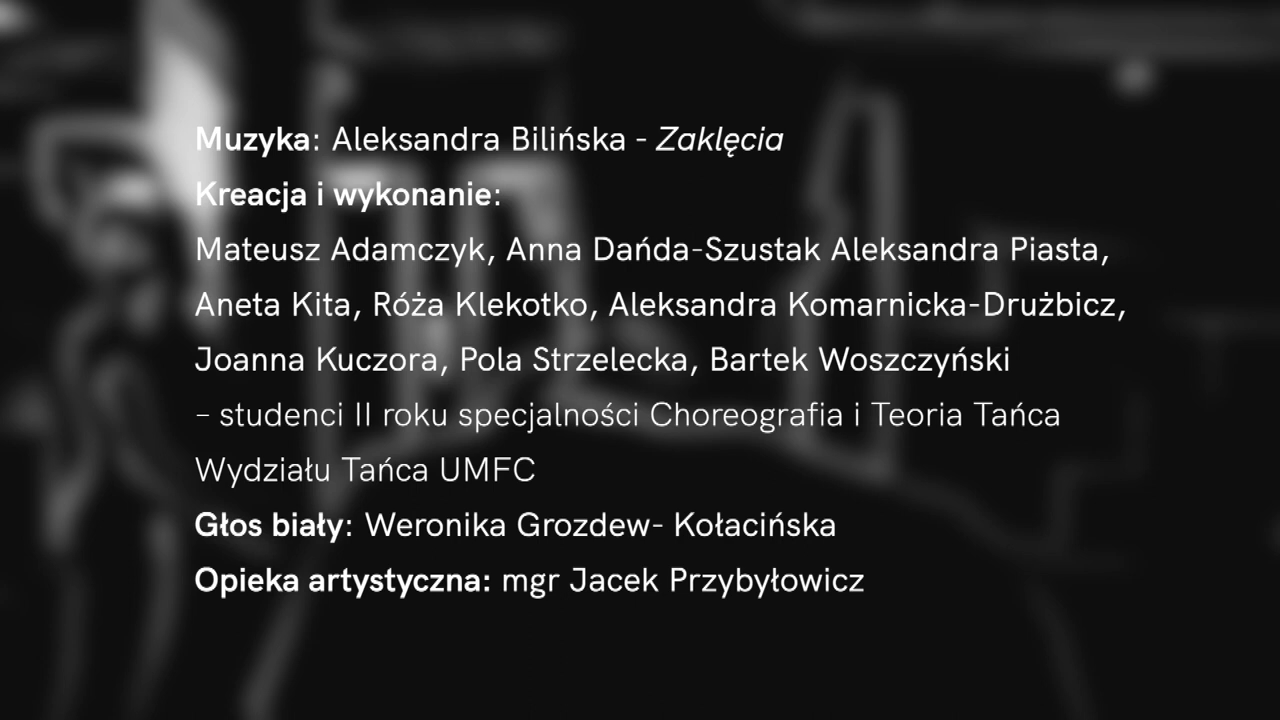 Muzyka: Aleksandra Bilińska - Zaklęcia
Kreacja i wykonanie:
Mateusz Adamczyk, Anna Dańda-Szustak Aleksandra Piasta,
Aneta Kita, Róża Klekotko, Aleksandra Komarnicka-Drużbicz,
Joanna Kuczora, Pola Strzelecka, Bartek Woszczyński
– studenci II roku specjalności Choreografia i Teoria Tańca
Wydziału Tańca UMFC
Głos biały: Weronika Grozdew- Kołacińska
Opieka artystyczna: mgr Jacek Przybyłowicz